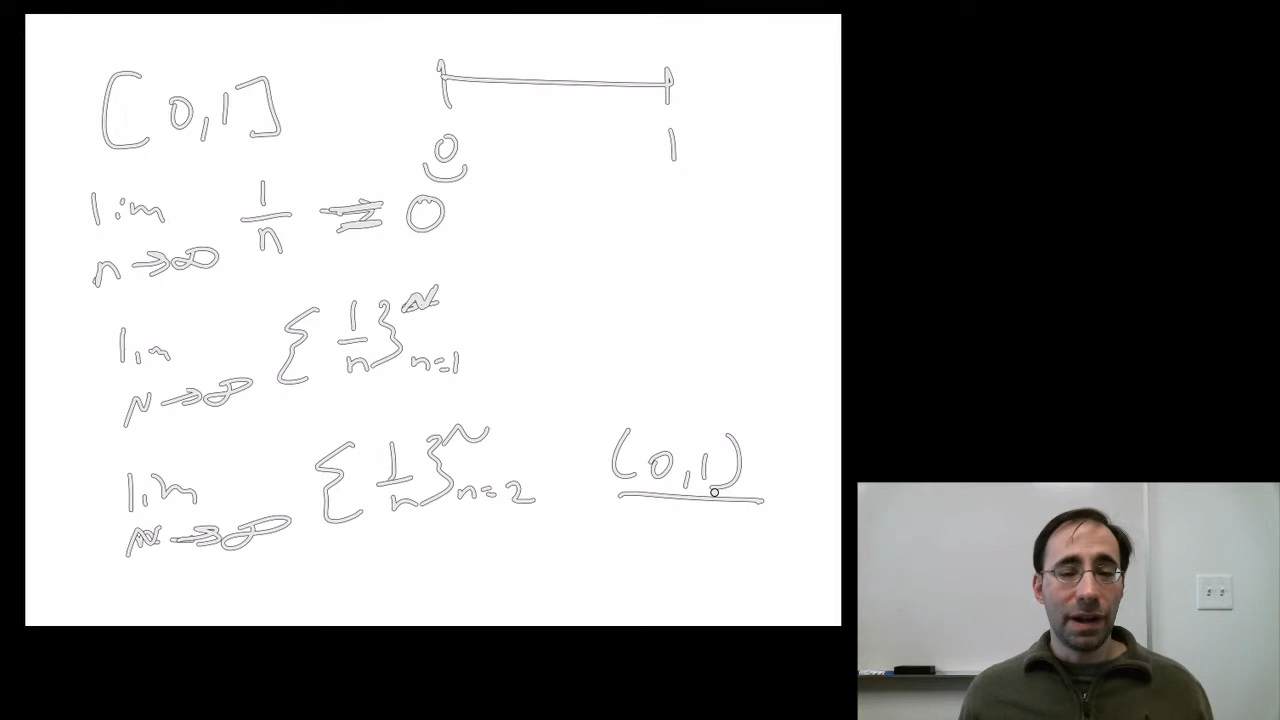 [0,1]
0 1
lim n→∞ 1/n = 0
lim N→∞ {1/n}^N n=1
lim N→∞ {1/n}^N n=2 (0,1)